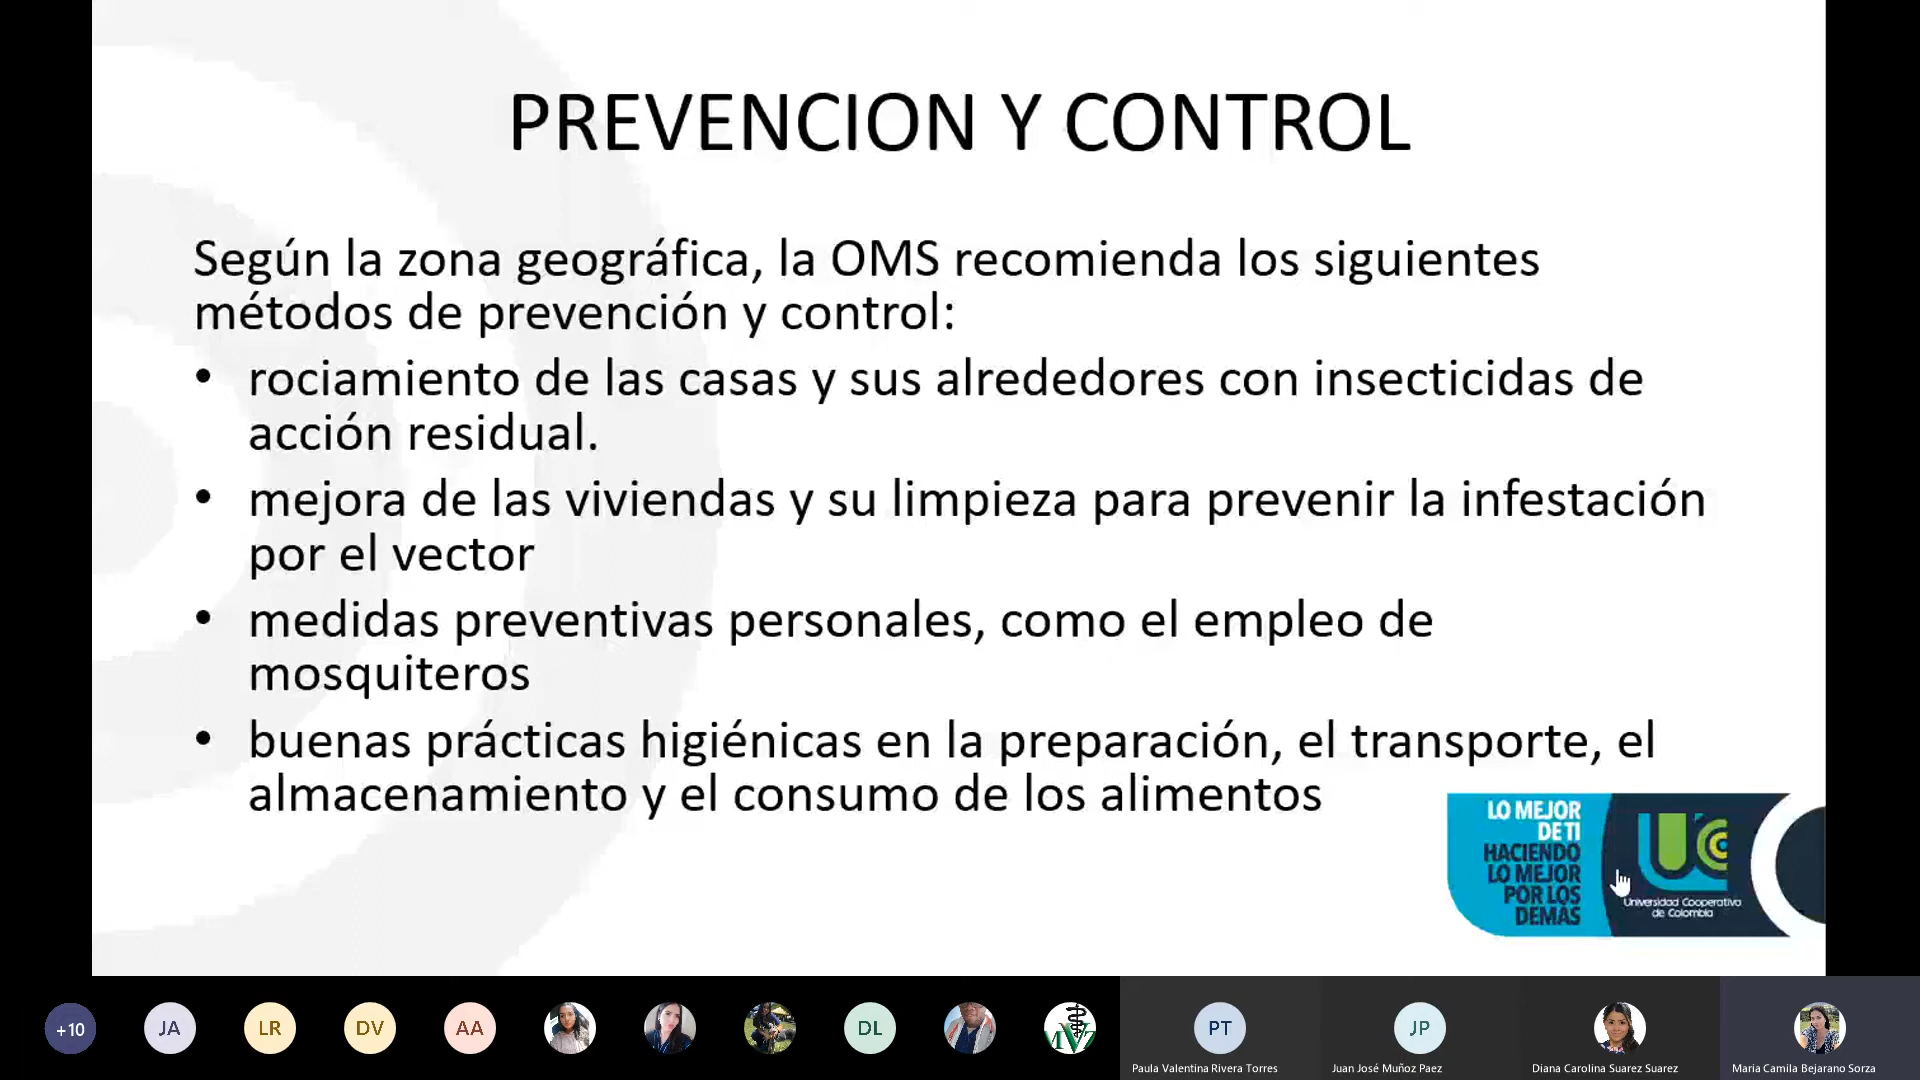 PREVENCION Y CONTROL
Según la zona geográfica, la OMS recomienda los siguientes
métodos de prevención y control:
• rociamiento de las casas y sus alrededores con insecticidas de
acción residual.
• mejora de las viviendas y su limpieza para prevenir la infestación
por el vector
• medidas preventivas personales, como el empleo de
mosquiteros
• buenas prácticas higiénicas en la preparación, el transporte, el
almacenamiento y el consumo de los alimentos
LO MEJOR
DE TI
HACIENDO
LO MEJOR
POR LOS
DEMÁS
UCC
Universidad Cooperativa
de Colombia
+10
JA
LR
DV
AA
DL
MVZ
PT
JP
Paula Valentina Rivera Torres
Juan José Muñoz Paez
Diana Carolina Suarez Suarez
Maria Camila Bejarano Sorza